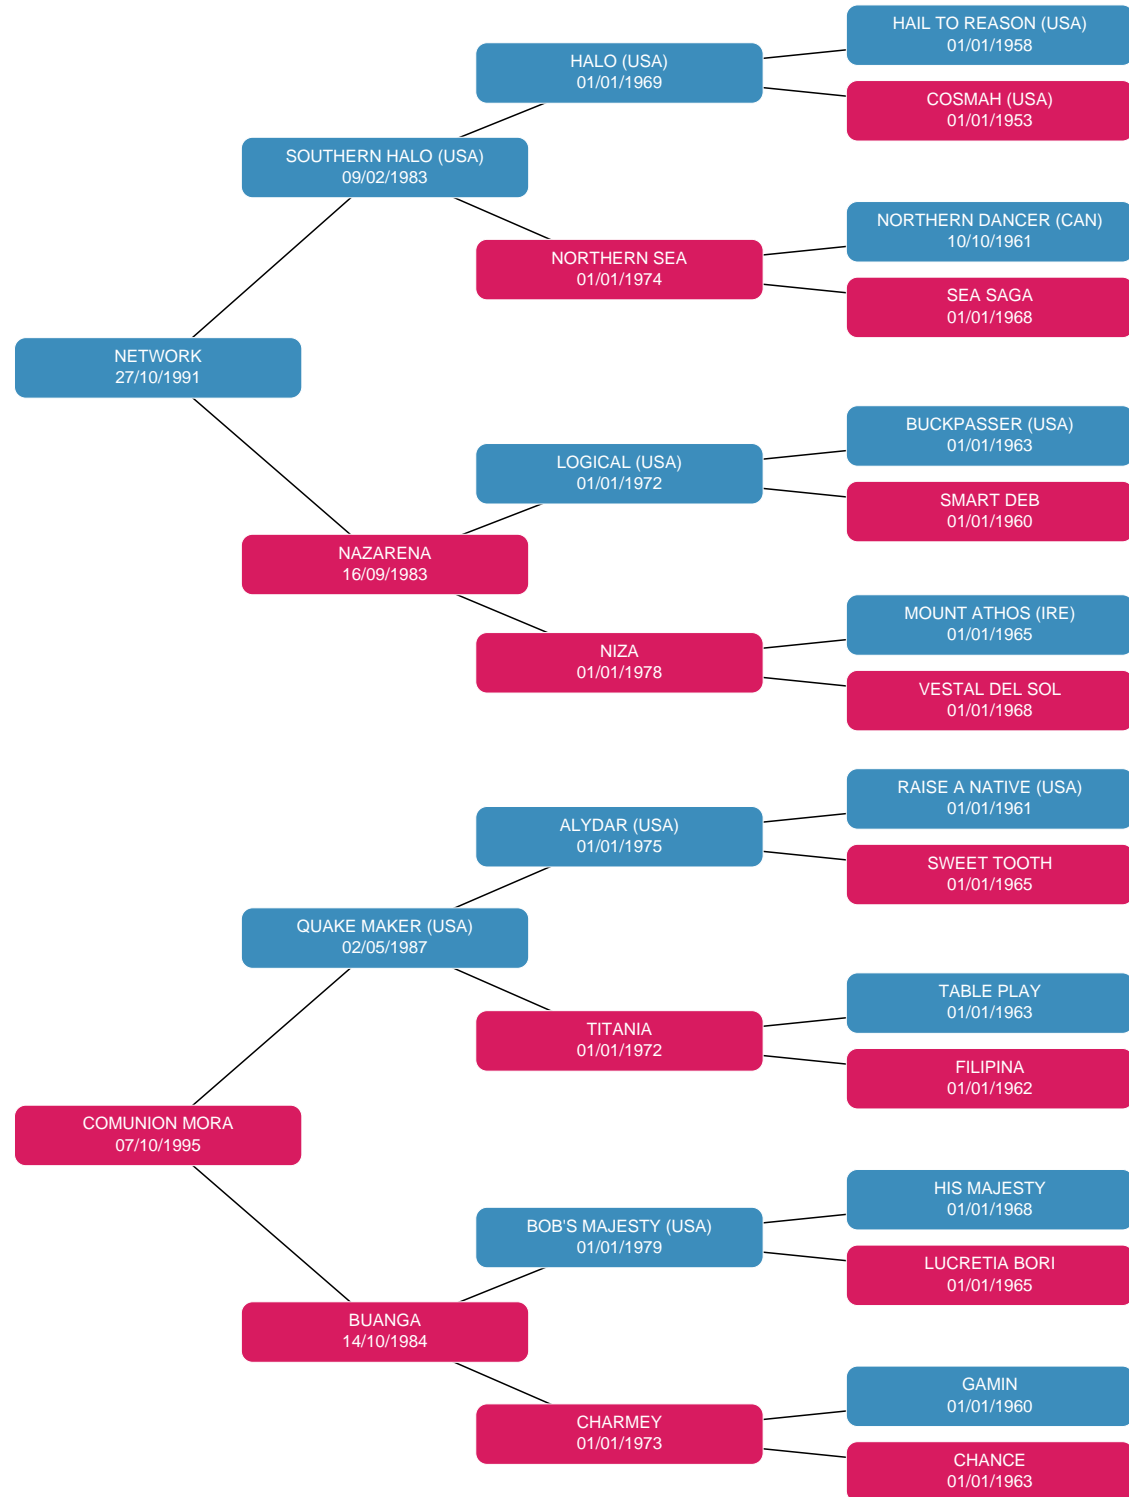 HAIL TO REASON (USA)
01/01/1958
HALO (USA)
01/01/1969
COSMAH (USA)
01/01/1953
SOUTHERN HALO (USA)
09/02/1983
NORTHERN DANCER (CAN)
10/10/1961
NORTHERN SEA
01/01/1974
SEA SAGA
01/01/1968
NETWORK
27/10/1991
BUCKPASSER (USA)
01/01/1963
LOGICAL (USA)
01/01/1972
SMART DEB
01/01/1960
NAZARENA
16/09/1983
MOUNT ATHOS (IRE)
01/01/1965
NIZA
01/01/1978
VESTAL DEL SOL
01/01/1968
RAISE A NATIVE (USA)
01/01/1961
ALYDAR (USA)
01/01/1975
SWEET TOOTH
01/01/1965
QUAKE MAKER (USA)
02/05/1987
TABLE PLAY
01/01/1963
TITANIA
01/01/1972
FILIPINA
01/01/1962
COMUNION MORA
07/10/1995
HIS MAJESTY
01/01/1968
BOB'S MAJESTY (USA)
01/01/1979
LUCRETIA BORI
01/01/1965
BUANGA
14/10/1984
GAMIN
01/01/1960
CHARMEY
01/01/1973
CHANCE
01/01/1963